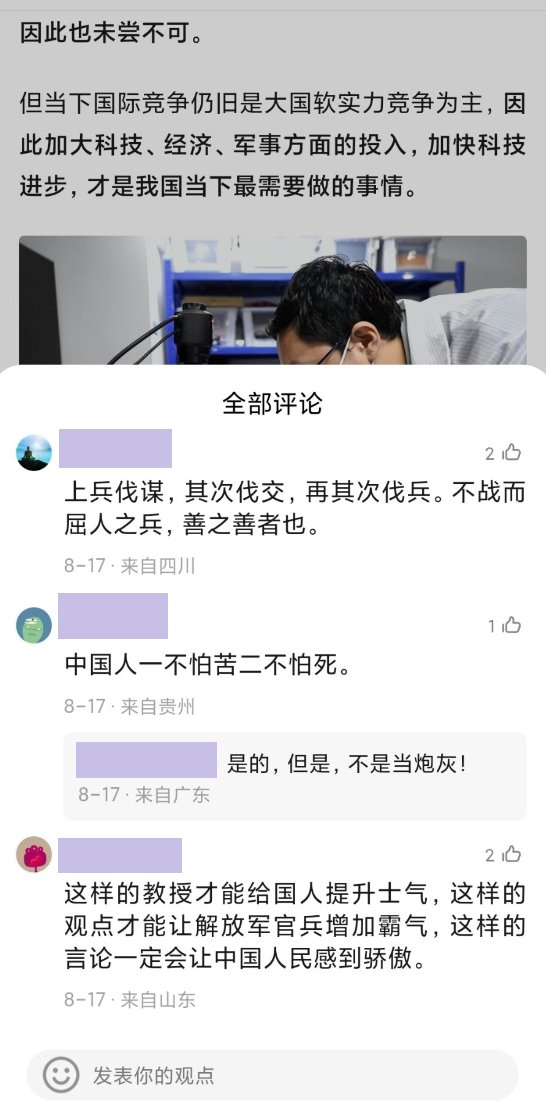 因此也未尝不可。
但当下国际竞争仍旧是大国软实力竞争为主，因
此加大科技、经济、军事方面的投入，加快科技
进步，才是我国当下最需要做的事情。
全部评论
2
上兵伐谋，其次伐交，再其次伐兵。不战而
屈人之兵，善之善者也。
8-17 · 来自四川
1
中国人一不怕苦二不怕死。
8-17 · 来自贵州
是的，但是，不是当炮灰！
8-17 · 来自广东
2
这样的教授才能给国人提升士气，这样的
观点才能让解放军官兵增加霸气，这样的
言论一定会让中国人民感到骄傲。
8-17 · 来自山东
发表你的观点